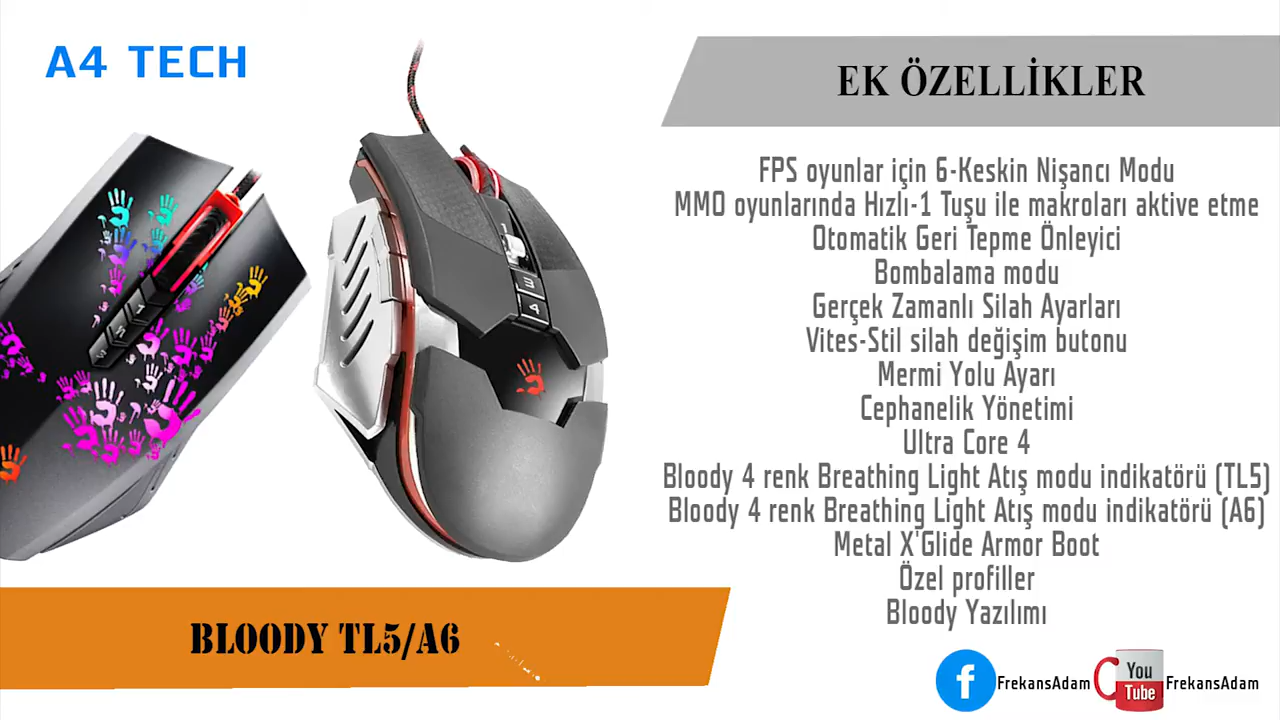 A4 TECH
EK ÖZELLİKLER
FPS oyunlar için 6-Keskin Nişancı Modu
MMO oyunlarında Hızlı-1 Tuşu ile makroları aktive etme
Otomatik Geri Tepme Önleyici
Bombalama modu
Gerçek Zamanlı Silah Ayarları
Vites-Stil silah değişim butonu
Mermi Yolu Ayarı
Cephanelik Yönetimi
Ultra Core 4
Bloody 4 renk Breathing Light Atış modu indikatörü (TL5)
Bloody 4 renk Breathing Light Atış modu indikatörü (A6)
Metal X'Glide Armor Boot
Özel profiller
Bloody Yazılımı
BLOODY TL5/A6
f FrekansAdam
You Tube FrekansAdam
3
4